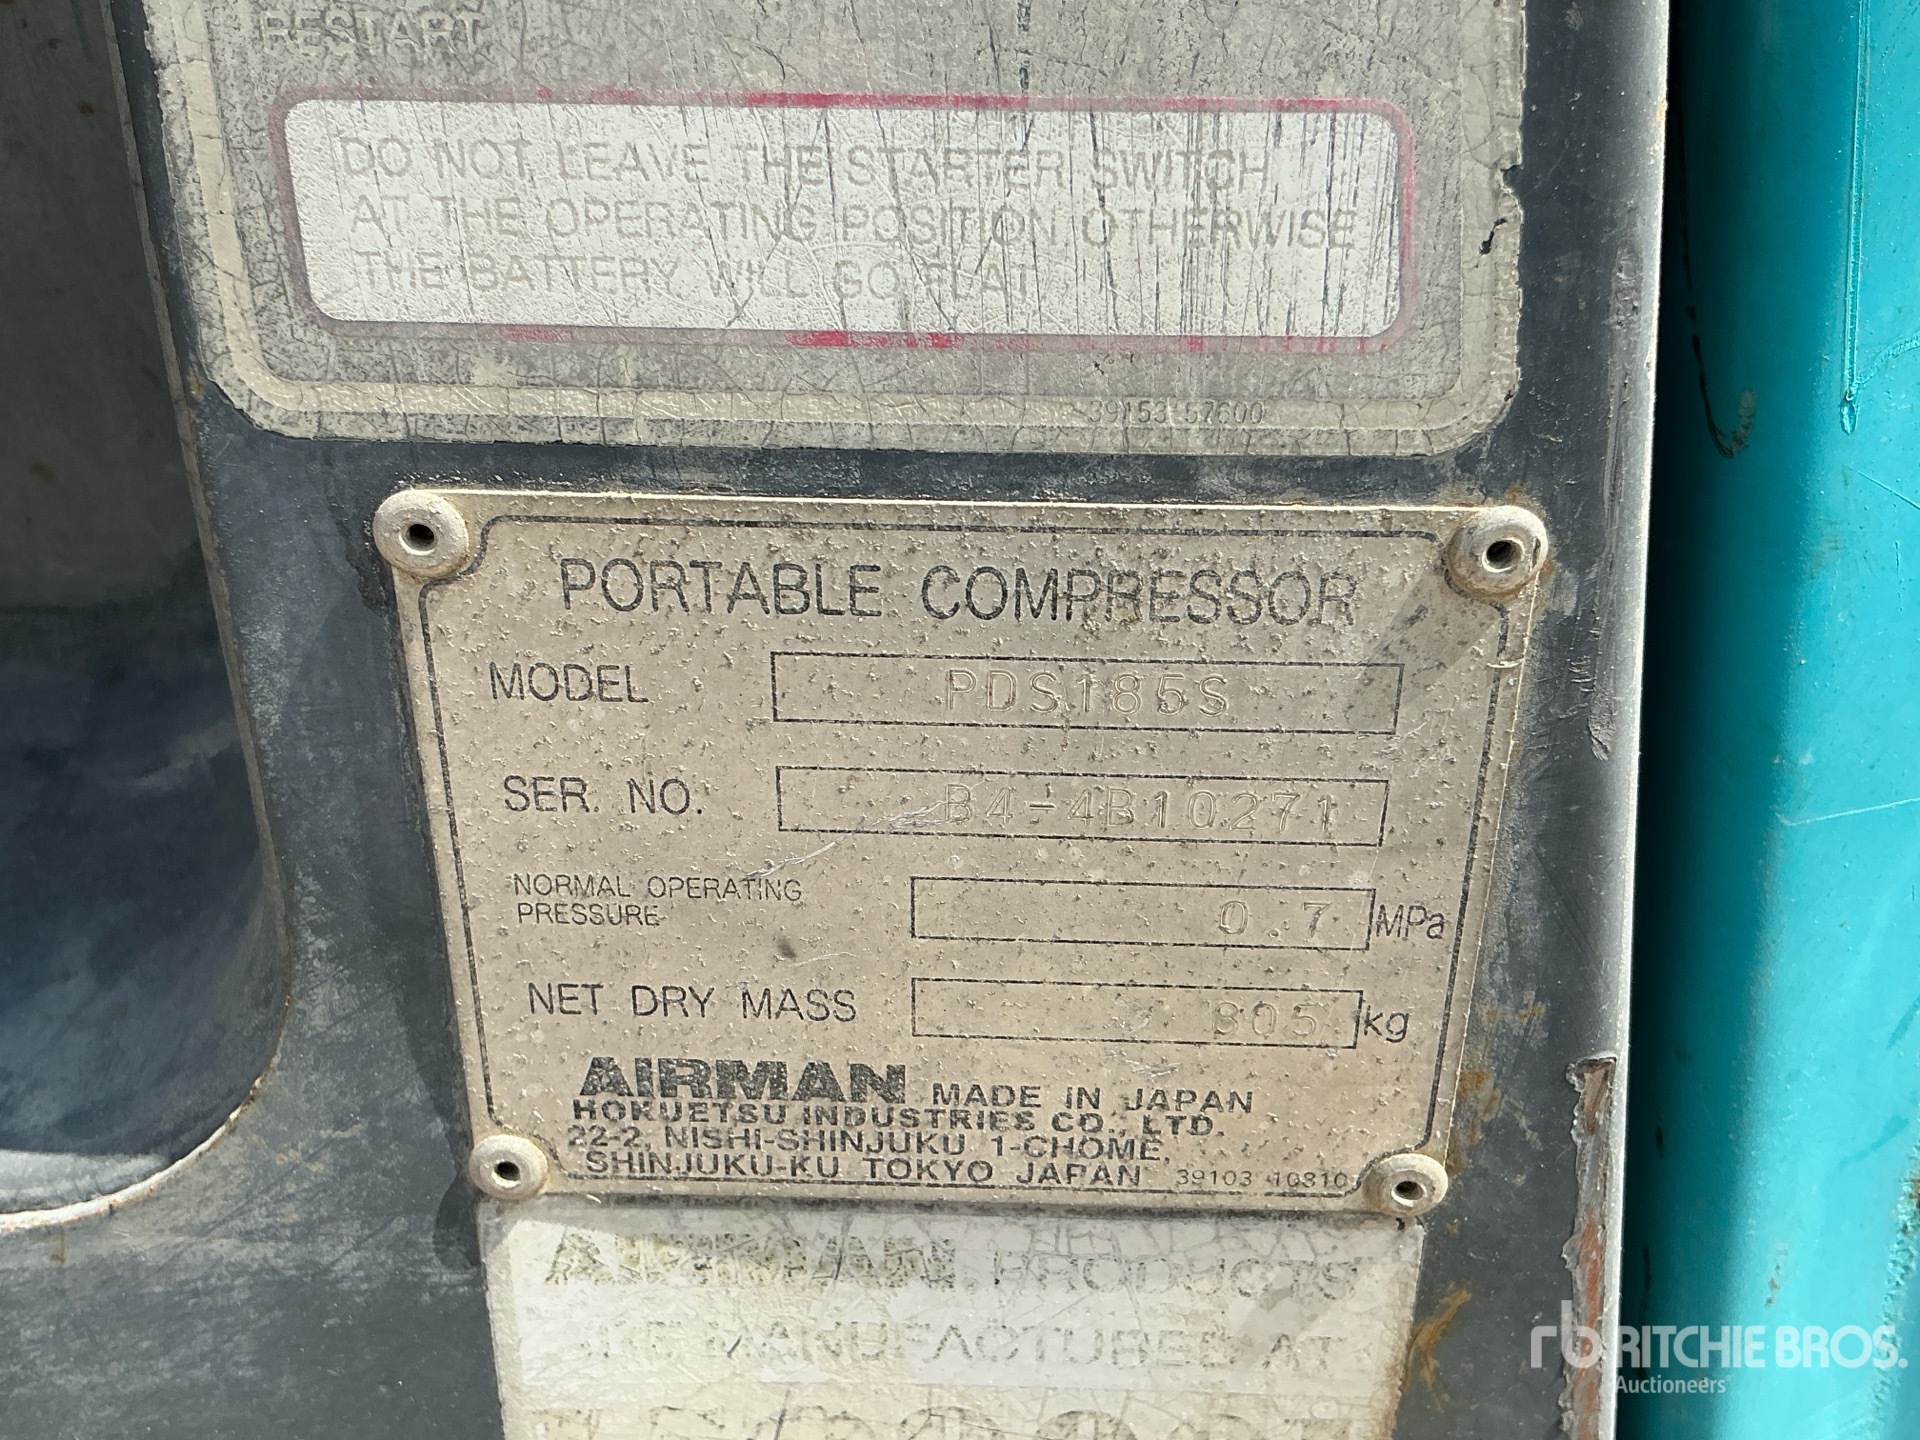 RESTART
DO NOT LEAVE THE STARTER SWITCH
AT THE OPERATING POSITION OTHERWISE
THE BATTERY WILL GO FLAT
39153 57600
PORTABLE COMPRESSOR
MODEL PDS185S
SER. NO. B4-4B10271
NORMAL OPERATING
PRESSURE 0.7 MPa
NET DRY MASS 805 kg
AIRMAN MADE IN JAPAN
HOKUETSU INDUSTRIES CO., LTD.
22-2, NISHI-SHINJUKU 1-CHOME,
SHINJUKU-KU TOKYO JAPAN 39103 10810
AIRMAN PRODUCTS
ARE MANUFACTURED AT
rb RITCHIE BROS.
Auctioneers